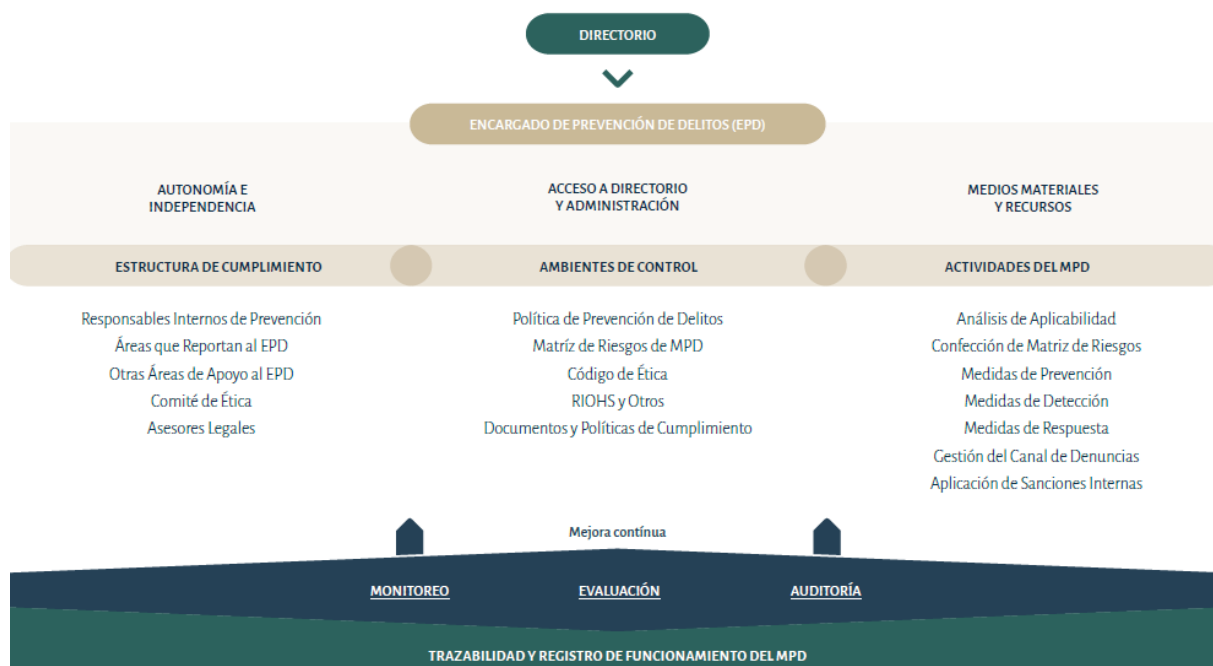 DIRECTORIO
ENCARGADO DE PREVENCIÓN DE DELITOS (EPD)
AUTONOMÍA E
INDEPENDENCIA
ACCESO A DIRECTORIO
Y ADMINISTRACIÓN
MEDIOS MATERIALES
Y RECURSOS
ESTRUCTURA DE CUMPLIMIENTO
AMBIENTES DE CONTROL
ACTIVIDADES DEL MPD
Responsables Internos de Prevención
Áreas que Reportan al EPD
Otras Áreas de Apoyo al EPD
Comité de Ética
Asesores Legales
Política de Prevención de Delitos
Matríz de Riesgos de MPD
Código de Ética
RIOHS y Otros
Documentos y Políticas de Cumplimiento
Análisis de Aplicabilidad
Confección de Matriz de Riesgos
Medidas de Prevención
Medidas de Detección
Medidas de Respuesta
Gestión del Canal de Denuncias
Aplicación de Sanciones Internas
Mejora contínua
MONITOREO
EVALUACIÓN
AUDITORÍA
TRAZABILIDAD Y REGISTRO DE FUNCIONAMIENTO DEL MPD